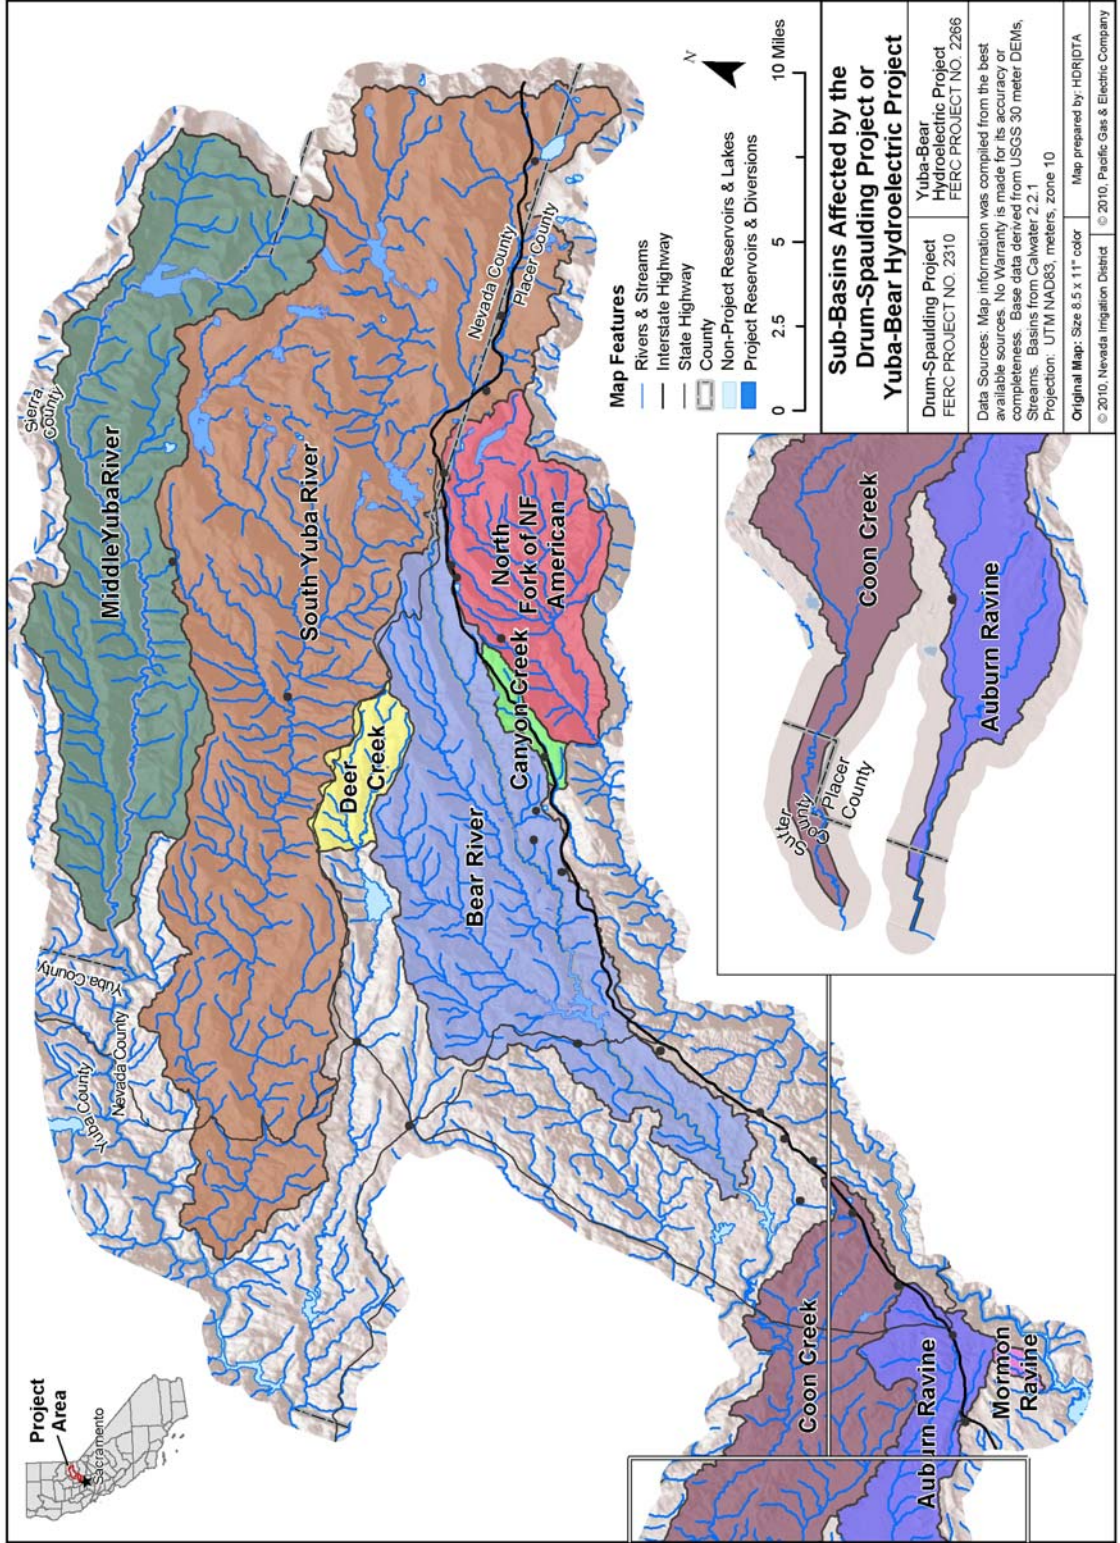 Project
Area
Sacramento
Yuba County
Nevada County
Yuba County
Sierra
County
MiddleYubaRiver
South Yuba River
Deer
Creek
Bear River
Canyon Creek
North
Fork of NF
American
Nevada County
Placer County
Coon Creek
Auburn Ravine
Mormon
Ravine
Sutter
County
Placer
County
Coon Creek
Auburn Ravine
N
Map Features
Rivers & Streams
Interstate Highway
State Highway
County
Non-Project Reservoirs & Lakes
Project Reservoirs & Diversions
0 2.5 5 10 Miles
Sub-Basins Affected by the
Drum-Spaulding Project or
Yuba-Bear Hydroelectric Project
Drum-Spaulding Project
FERC PROJECT NO. 2310
Yuba-Bear
Hydroelectric Project
FERC PROJECT NO. 2266
Data Sources: Map information was compiled from the best
available sources. No Warranty is made for its accuracy or
completeness. Base data derived from USGS 30 meter DEMs,
Streams. Basins from Calwater 2.2.1
Projection: UTM NAD83, meters, zone 10
Original Map: Size 8.5 x 11" color
Map prepared by: HDR|DTA
© 2010, Nevada Irrigation District
© 2010, Pacific Gas & Electric Company